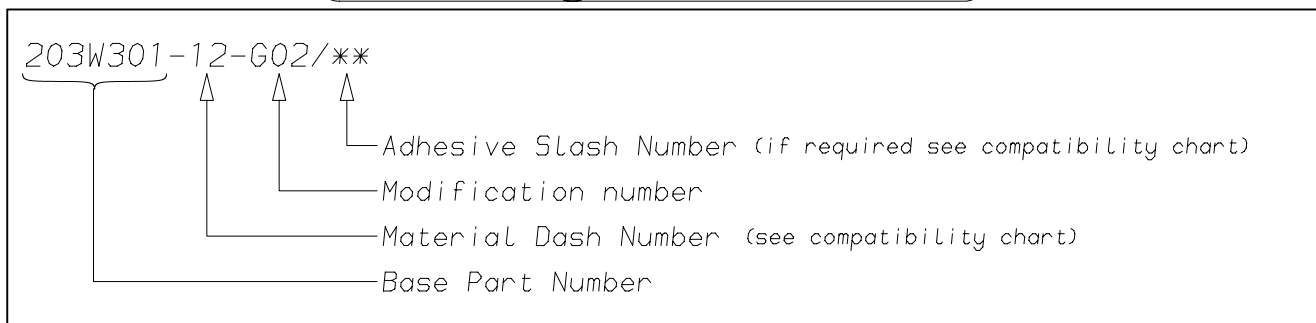 203W301-12-G02/**
Adhesive Slash Number (if required see compatibility chart)
Modification number
Material Dash Number (see compatibility chart)
Base Part Number